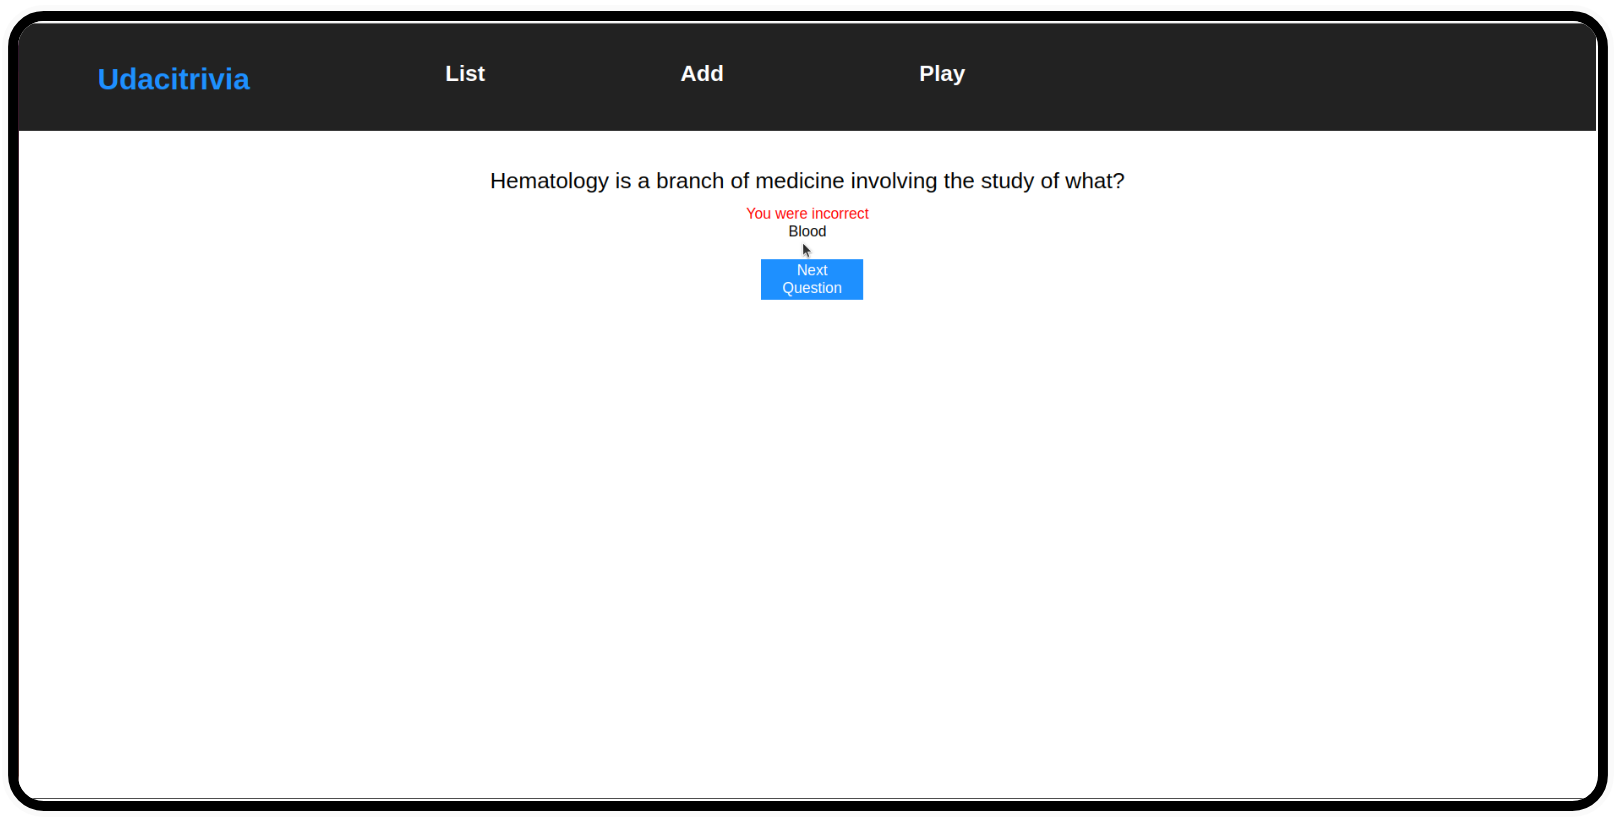 Udacitrivia
List
Add
Play
Hematology is a branch of medicine involving the study of what?
You were incorrect
Blood
Next
Question